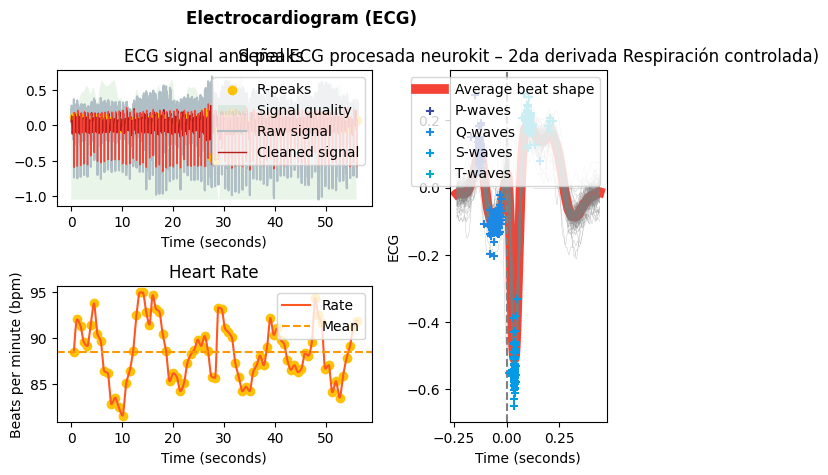 Electrocardiogram (ECG)
ECG signal and peaks
Señal ECG procesada neurokit – 2da derivada Respiración controlada)
0.5
0.0
−0.5
−1.0
R-peaks
Signal quality
Raw signal
Cleaned signal
0 10 20 30 40 50
Time (seconds)
Heart Rate
Beats per minute (bpm)
95
90
85
Rate
Mean
0 10 20 30 40 50
Time (seconds)
ECG
Average beat shape
P-waves
Q-waves
S-waves
T-waves
0.2
0.0
−0.2
−0.4
−0.6
−0.25 0.00 0.25
Time (seconds)